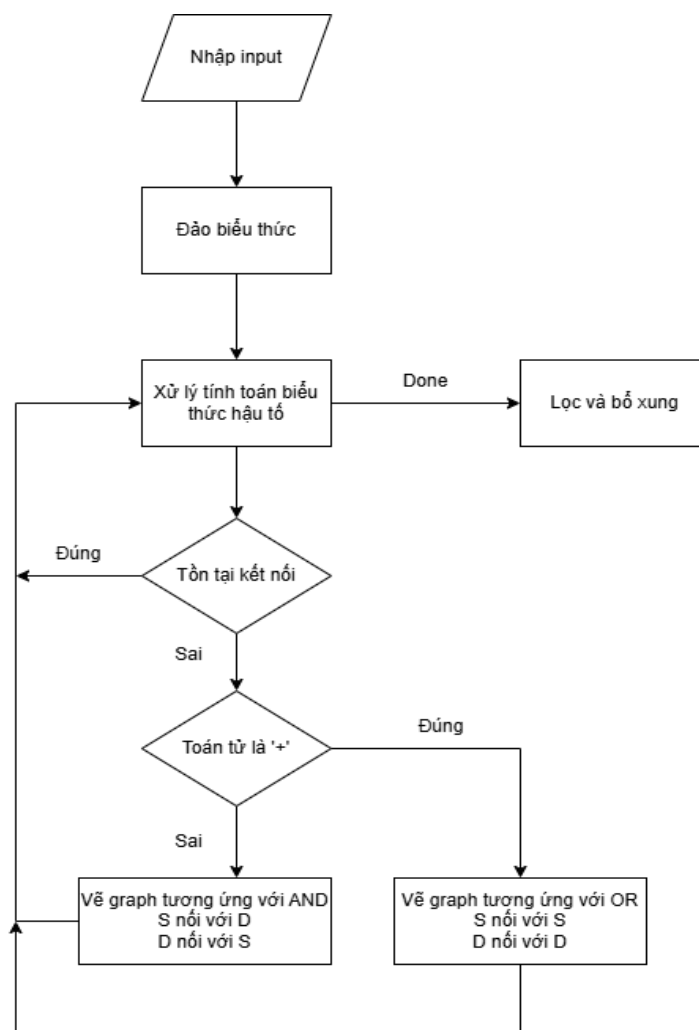 Nhập input
Đảo biểu thức
Xử lý tính toán biểu
thức hậu tố
Done
Lọc và bổ xung
Tồn tại kết nối
Đúng
Sai
Toán tử là '+'
Đúng
Sai
Vẽ graph tương ứng với AND
S nối với D
D nối với S
Vẽ graph tương ứng với OR
S nối với S
D nối với D